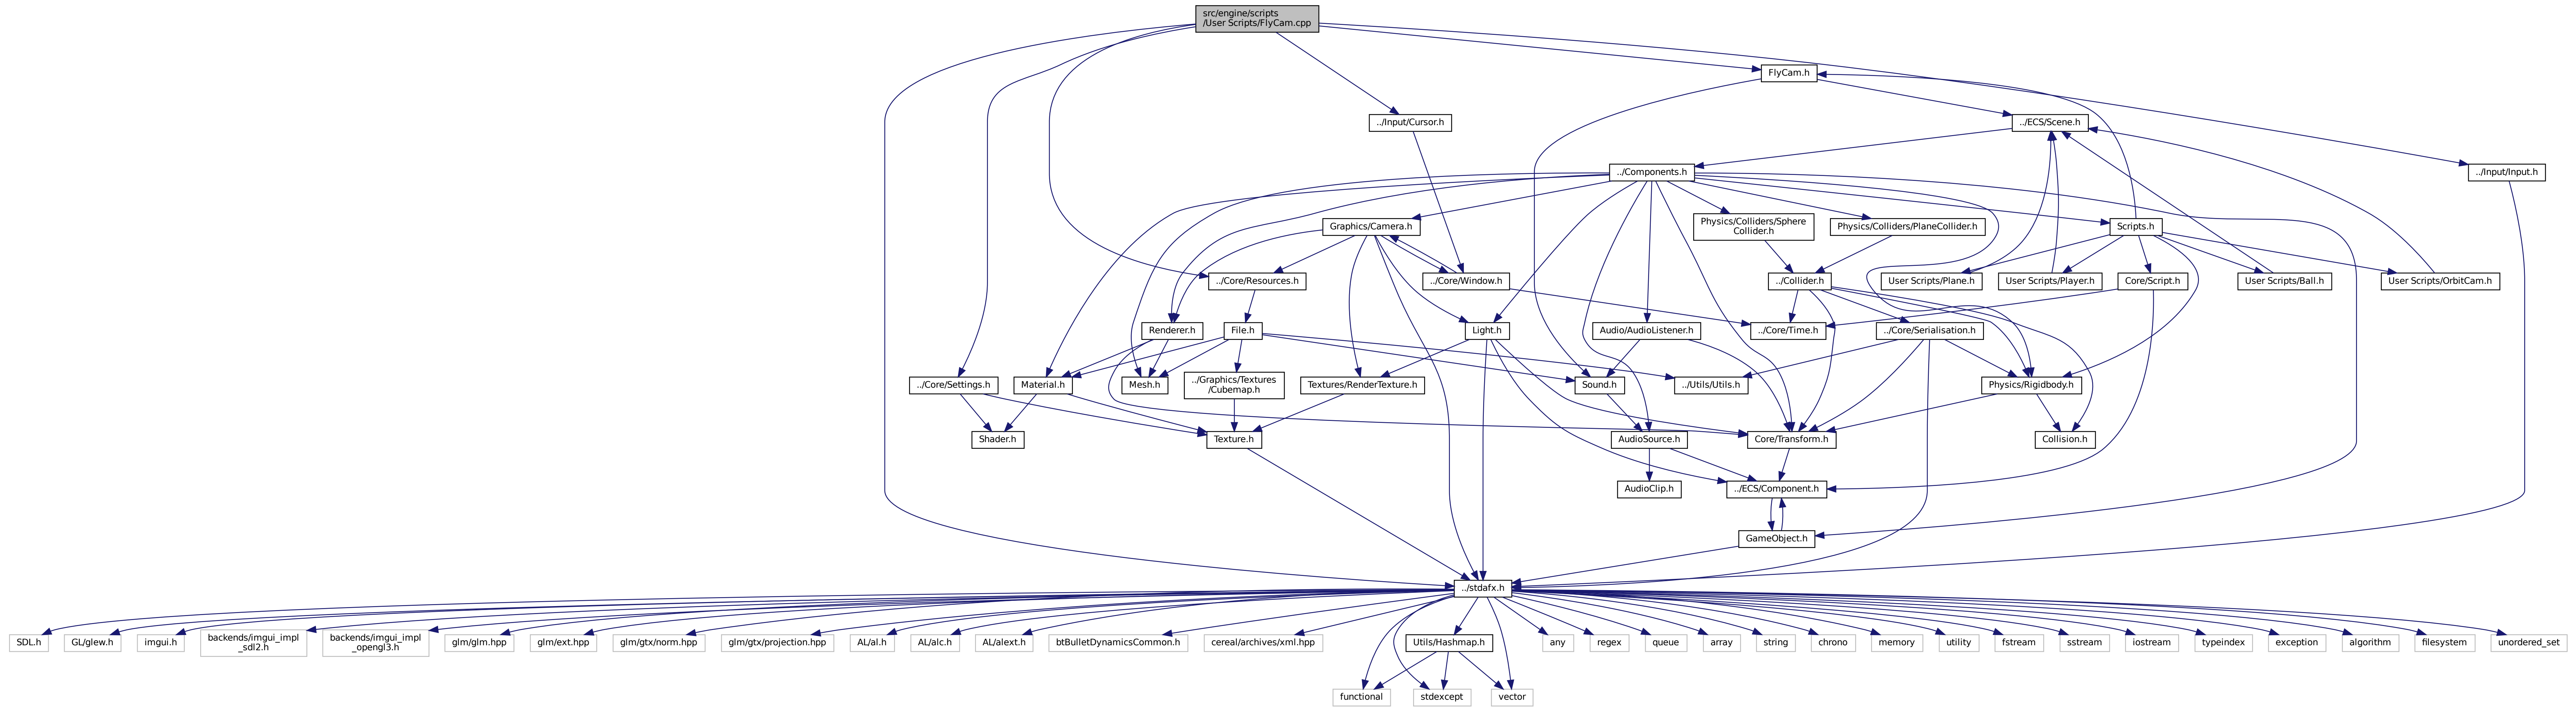 src/engine/scripts
/User Scripts/FlyCam.cpp
FlyCam.h
../Input/Cursor.h
../ECS/Scene.h
../Components.h
../Input/Input.h
Graphics/Camera.h
Physics/Colliders/Sphere
Collider.h
Physics/Colliders/PlaneCollider.h
Scripts.h
../Core/Resources.h
../Core/Window.h
../Collider.h
User Scripts/Plane.h
User Scripts/Player.h
Core/Script.h
User Scripts/Ball.h
User Scripts/OrbitCam.h
Renderer.h
File.h
Light.h
Audio/AudioListener.h
../Core/Time.h
../Core/Serialisation.h
../Core/Settings.h
Material.h
Mesh.h
../Graphics/Textures
/Cubemap.h
Textures/RenderTexture.h
Sound.h
../Utils/Utils.h
Physics/Rigidbody.h
Shader.h
Texture.h
AudioSource.h
Core/Transform.h
Collision.h
AudioClip.h
../ECS/Component.h
GameObject.h
../stdafx.h
SDL.h
GL/glew.h
imgui.h
backends/imgui_impl
_sdl2.h
backends/imgui_impl
_opengl3.h
glm/glm.hpp
glm/ext.hpp
glm/gtx/norm.hpp
glm/gtx/projection.hpp
AL/al.h
AL/alc.h
AL/alext.h
btBulletDynamicsCommon.h
cereal/archives/xml.hpp
Utils/Hashmap.h
any
regex
queue
array
string
chrono
memory
utility
fstream
sstream
iostream
typeindex
exception
algorithm
filesystem
unordered_set
functional
stdexcept
vector